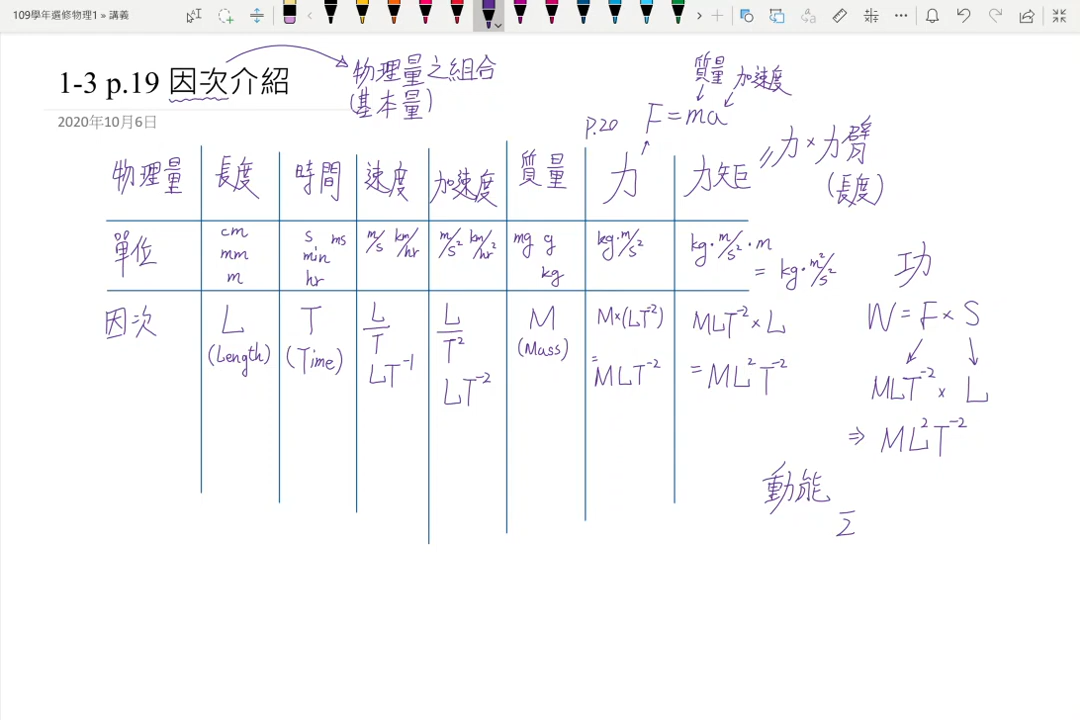 109學年選修物理1 » 講義
1-3 p.19 因次介紹
2020年10月6日
物理量之組合
(基本量)
質量 加速度
P.20 F=ma
力×力臂
(長度)
物理量 長度 時間 速度 加速度 質量 力 力矩
單位 cm mm m s ms min hr m/s km/hr m/s² km/hr² mg g kg kg·m/s² kg·m/s²·m
= kg·m²/s²
因次 L T L/T L/T² M M×(LT⁻²) MLT⁻²×L
(Length) (Time) LT⁻¹ LT⁻² (Mass) = MLT⁻² = ML²T⁻²
功
W=F×S
MLT⁻² × L
⇒ ML²T⁻²
動能